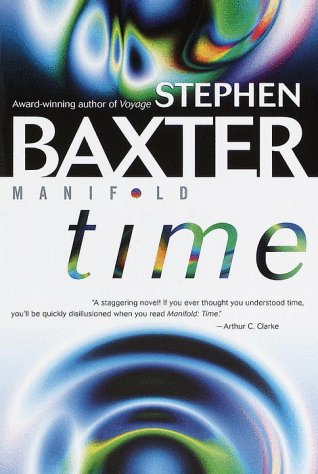 Award-winning author of Voyage STEPHEN
BAXTER
MANIFOLD
time
"A staggering novel! If you ever thought you understood time,
you'll be quickly disillusioned when you read Manifold: Time."
—Arthur C. Clarke